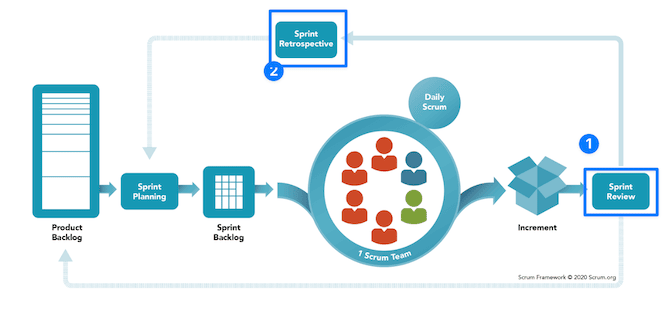 Sprint
Retrospective
2
Daily
Scrum
1
Sprint
Planning
Sprint
Review
Product
Backlog
Sprint
Backlog
1 Scrum Team
Increment
Scrum Framework © 2020 Scrum.org